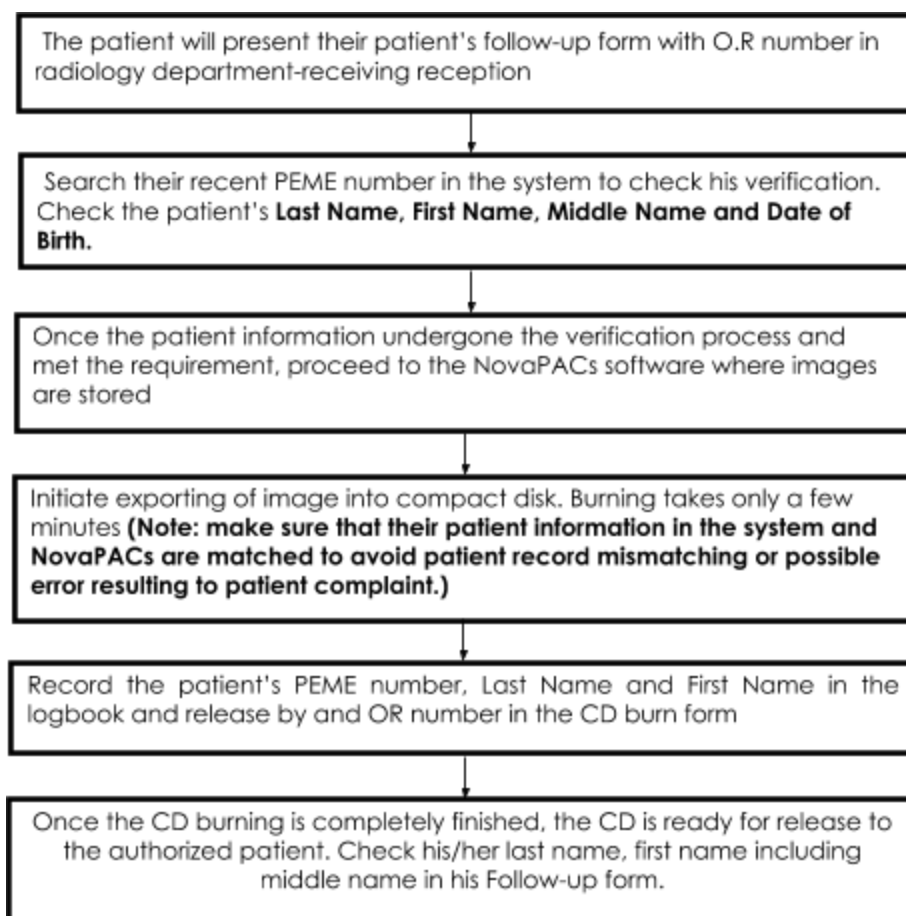 The patient will present their patient's follow-up form with O.R number in
radiology department-receiving reception
Search their recent PEME number in the system to check his verification.
Check the patient's Last Name, First Name, Middle Name and Date of
Birth.
Once the patient information undergone the verification process and
met the requirement, proceed to the NovaPACs software where images
are stored
Initiate exporting of image into compact disk. Burning takes only a few
minutes (Note: make sure that their patient information in the system and
NovaPACs are matched to avoid patient record mismatching or possible
error resulting to patient complaint.)
Record the patient's PEME number, Last Name and First Name in the
logbook and release by and OR number in the CD burn form
Once the CD burning is completely finished, the CD is ready for release to
the authorized patient. Check his/her last name, first name including
middle name in his Follow-up form.